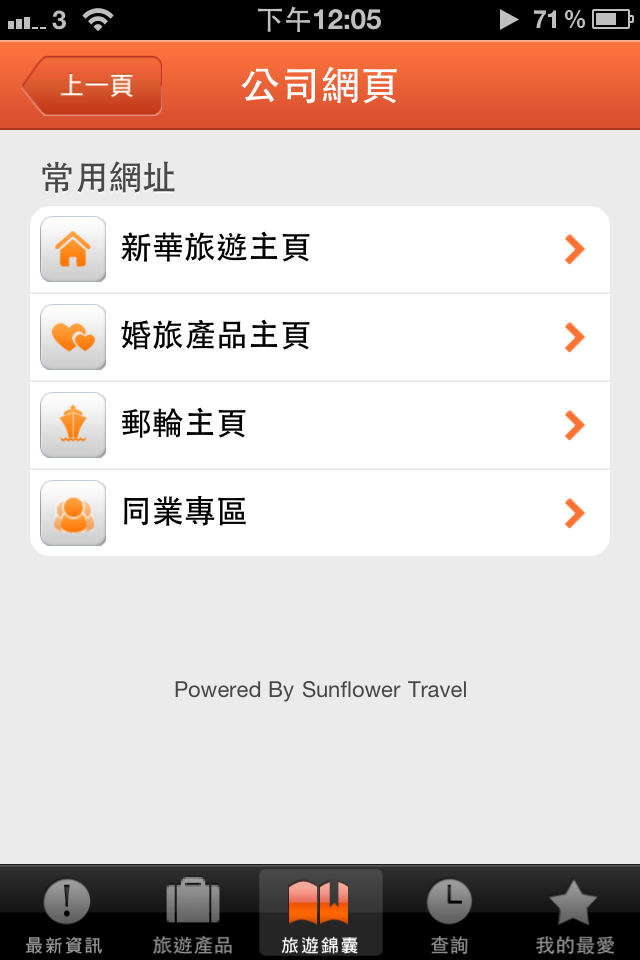 3 下午12:05 71%
上一頁 公司網頁
常用網址
新華旅遊主頁
婚旅產品主頁
郵輪主頁
同業專區
Powered By Sunflower Travel
最新資訊 旅遊產品 旅遊錦囊 查詢 我的最愛